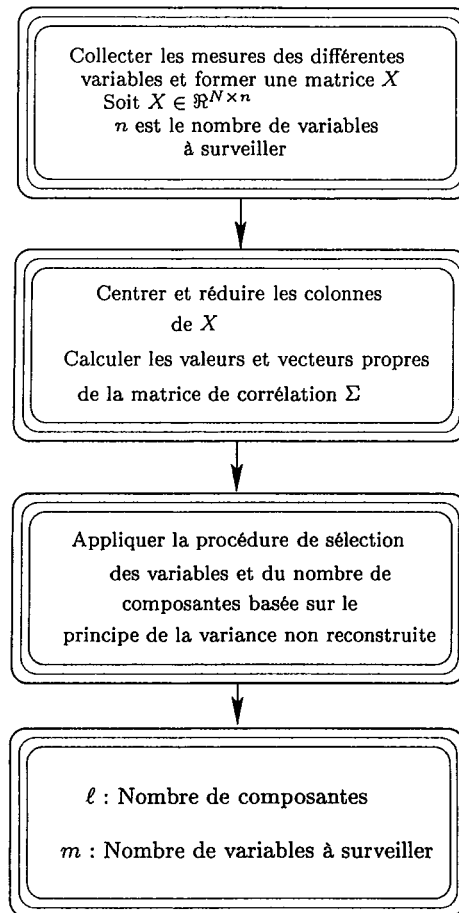 Collecter les mesures des différentes
variables et former une matrice X
Soit X ∈ ℜ^{N×n}
n est le nombre de variables
à surveiller
Centrer et réduire les colonnes
de X
Calculer les valeurs et vecteurs propres
de la matrice de corrélation Σ
Appliquer la procédure de sélection
des variables et du nombre de
composantes basée sur le
principe de la variance non reconstruite
ℓ : Nombre de composantes
m : Nombre de variables à surveiller